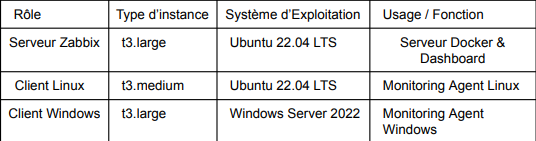 Rôle Type d'instance Système d'Exploitation Usage / Fonction
Serveur Zabbix t3.large Ubuntu 22.04 LTS Serveur Docker &
Dashboard
Client Linux t3.medium Ubuntu 22.04 LTS Monitoring Agent Linux
Client Windows t3.large Windows Server 2022 Monitoring Agent
Windows